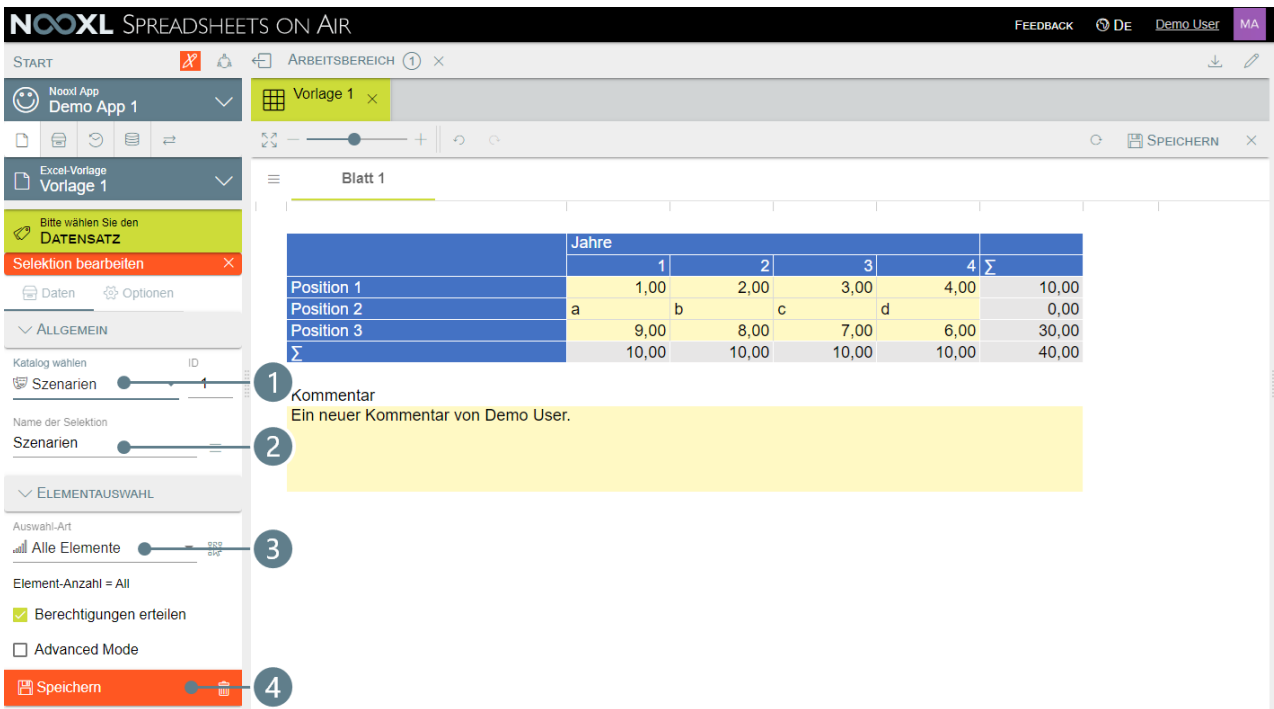 NOOXL SPREADSHEETS ON AIR
FEEDBACK DE Demo User MA
START
ARBEITSBEREICH 1
Nooxl App
Demo App 1
Vorlage 1
SPEICHERN
Excel-Vorlage
Vorlage 1
Blatt 1
Bitte wählen Sie den
DATENSATZ
Selektion bearbeiten
Daten Optionen
ALLGEMEIN
Katalog wählen ID
Szenarien 1
1
Name der Selektion
Szenarien
2
ELEMENTAUSWAHL
Auswahl-Art
Alle Elemente
3
Element-Anzahl = All
Berechtigungen erteilen
Advanced Mode
Speichern
4
Jahre
1 2 3 4 ∑
Position 1 1,00 2,00 3,00 4,00 10,00
Position 2 a b c d 0,00
Position 3 9,00 8,00 7,00 6,00 30,00
∑ 10,00 10,00 10,00 10,00 40,00
Kommentar
Ein neuer Kommentar von Demo User.